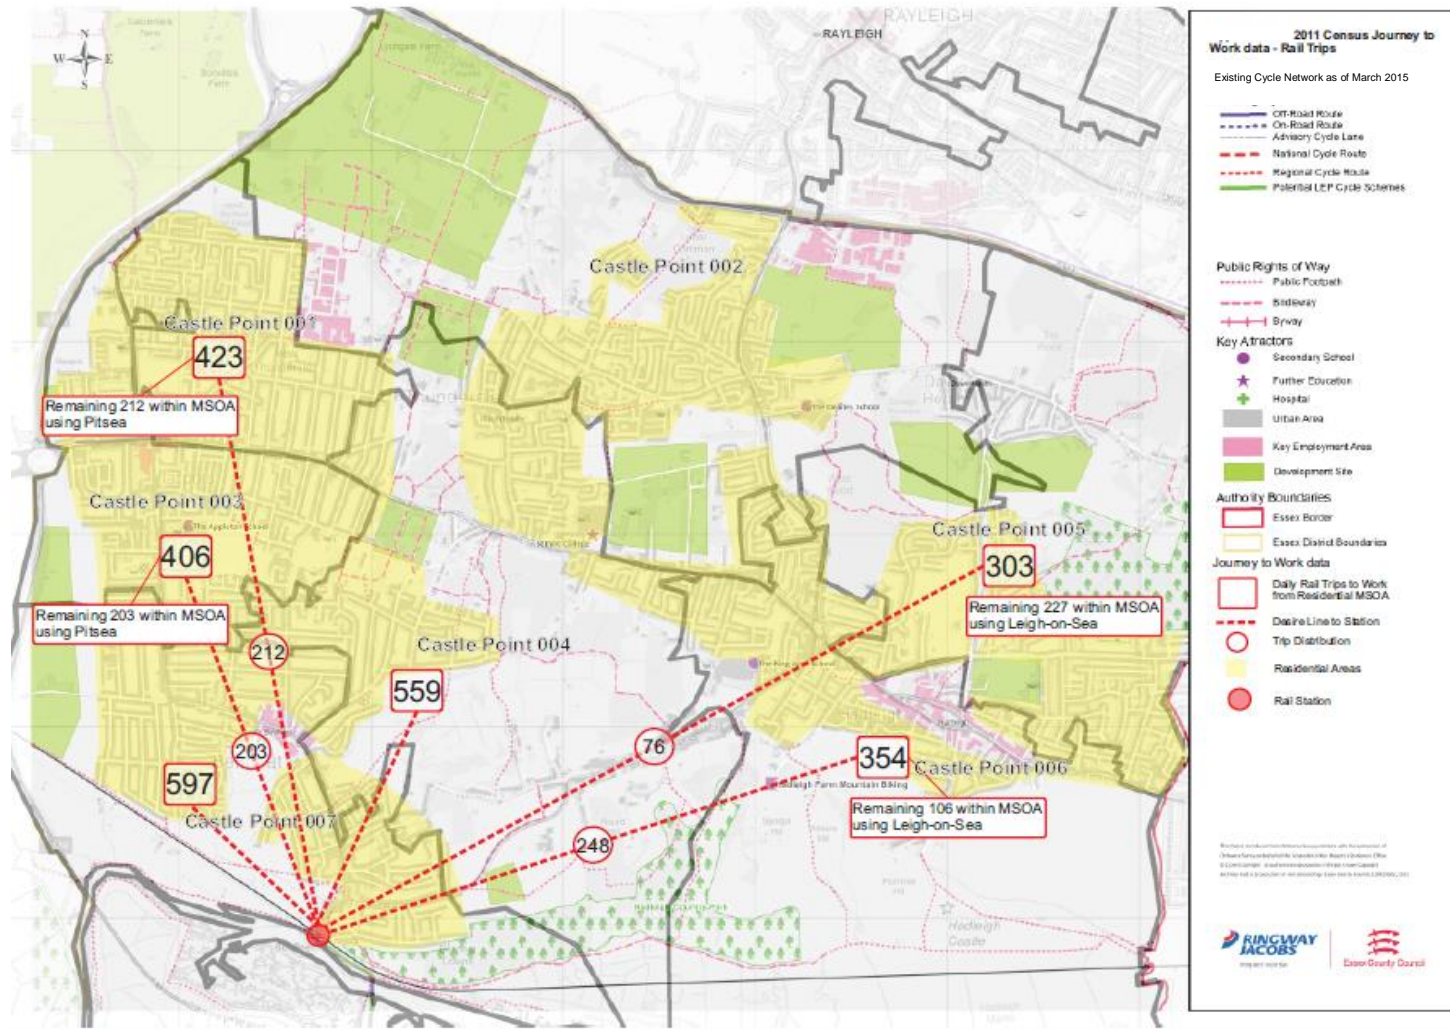 RAYLEIGH
RAYLEIGH
N
W E
S
Castle Point 002
Castle Point 001
423
Remaining 212 within MSOA
using Pitsea
Castle Point 003
The Appleton School
406
Remaining 203 within MSOA
using Pitsea
212
203
597
Castle Point 007
Castle Point 004
559
Castle Point 005
303
Remaining 227 within MSOA
using Leigh-on-Sea
76
354
Castle Point 006
Hadleigh Farm Mountain Biking
Remaining 106 within MSOA
using Leigh-on-Sea
248
Hadleigh
Castle
2011 Census Journey to
Work data - Rail Trips
Existing Cycle Network as of March 2015
Off-Road Route
On-Road Route
Advisory Cycle Lane
National Cycle Route
Regional Cycle Route
Potential LEP Cycle Schemes
Public Rights of Way
Public Footpath
Bridleway
Byway
Key Attractors
Secondary School
Further Education
Hospital
Urban Area
Key Employment Area
Development Site
Authority Boundaries
Essex Border
Essex District Boundaries
Journey to Work data
Daily Rail Trips to Work
from Residential MSOA
Desire Line to Station
Trip Distribution
Residential Areas
Rail Station
RINGWAY
JACOBS
Essex County Council